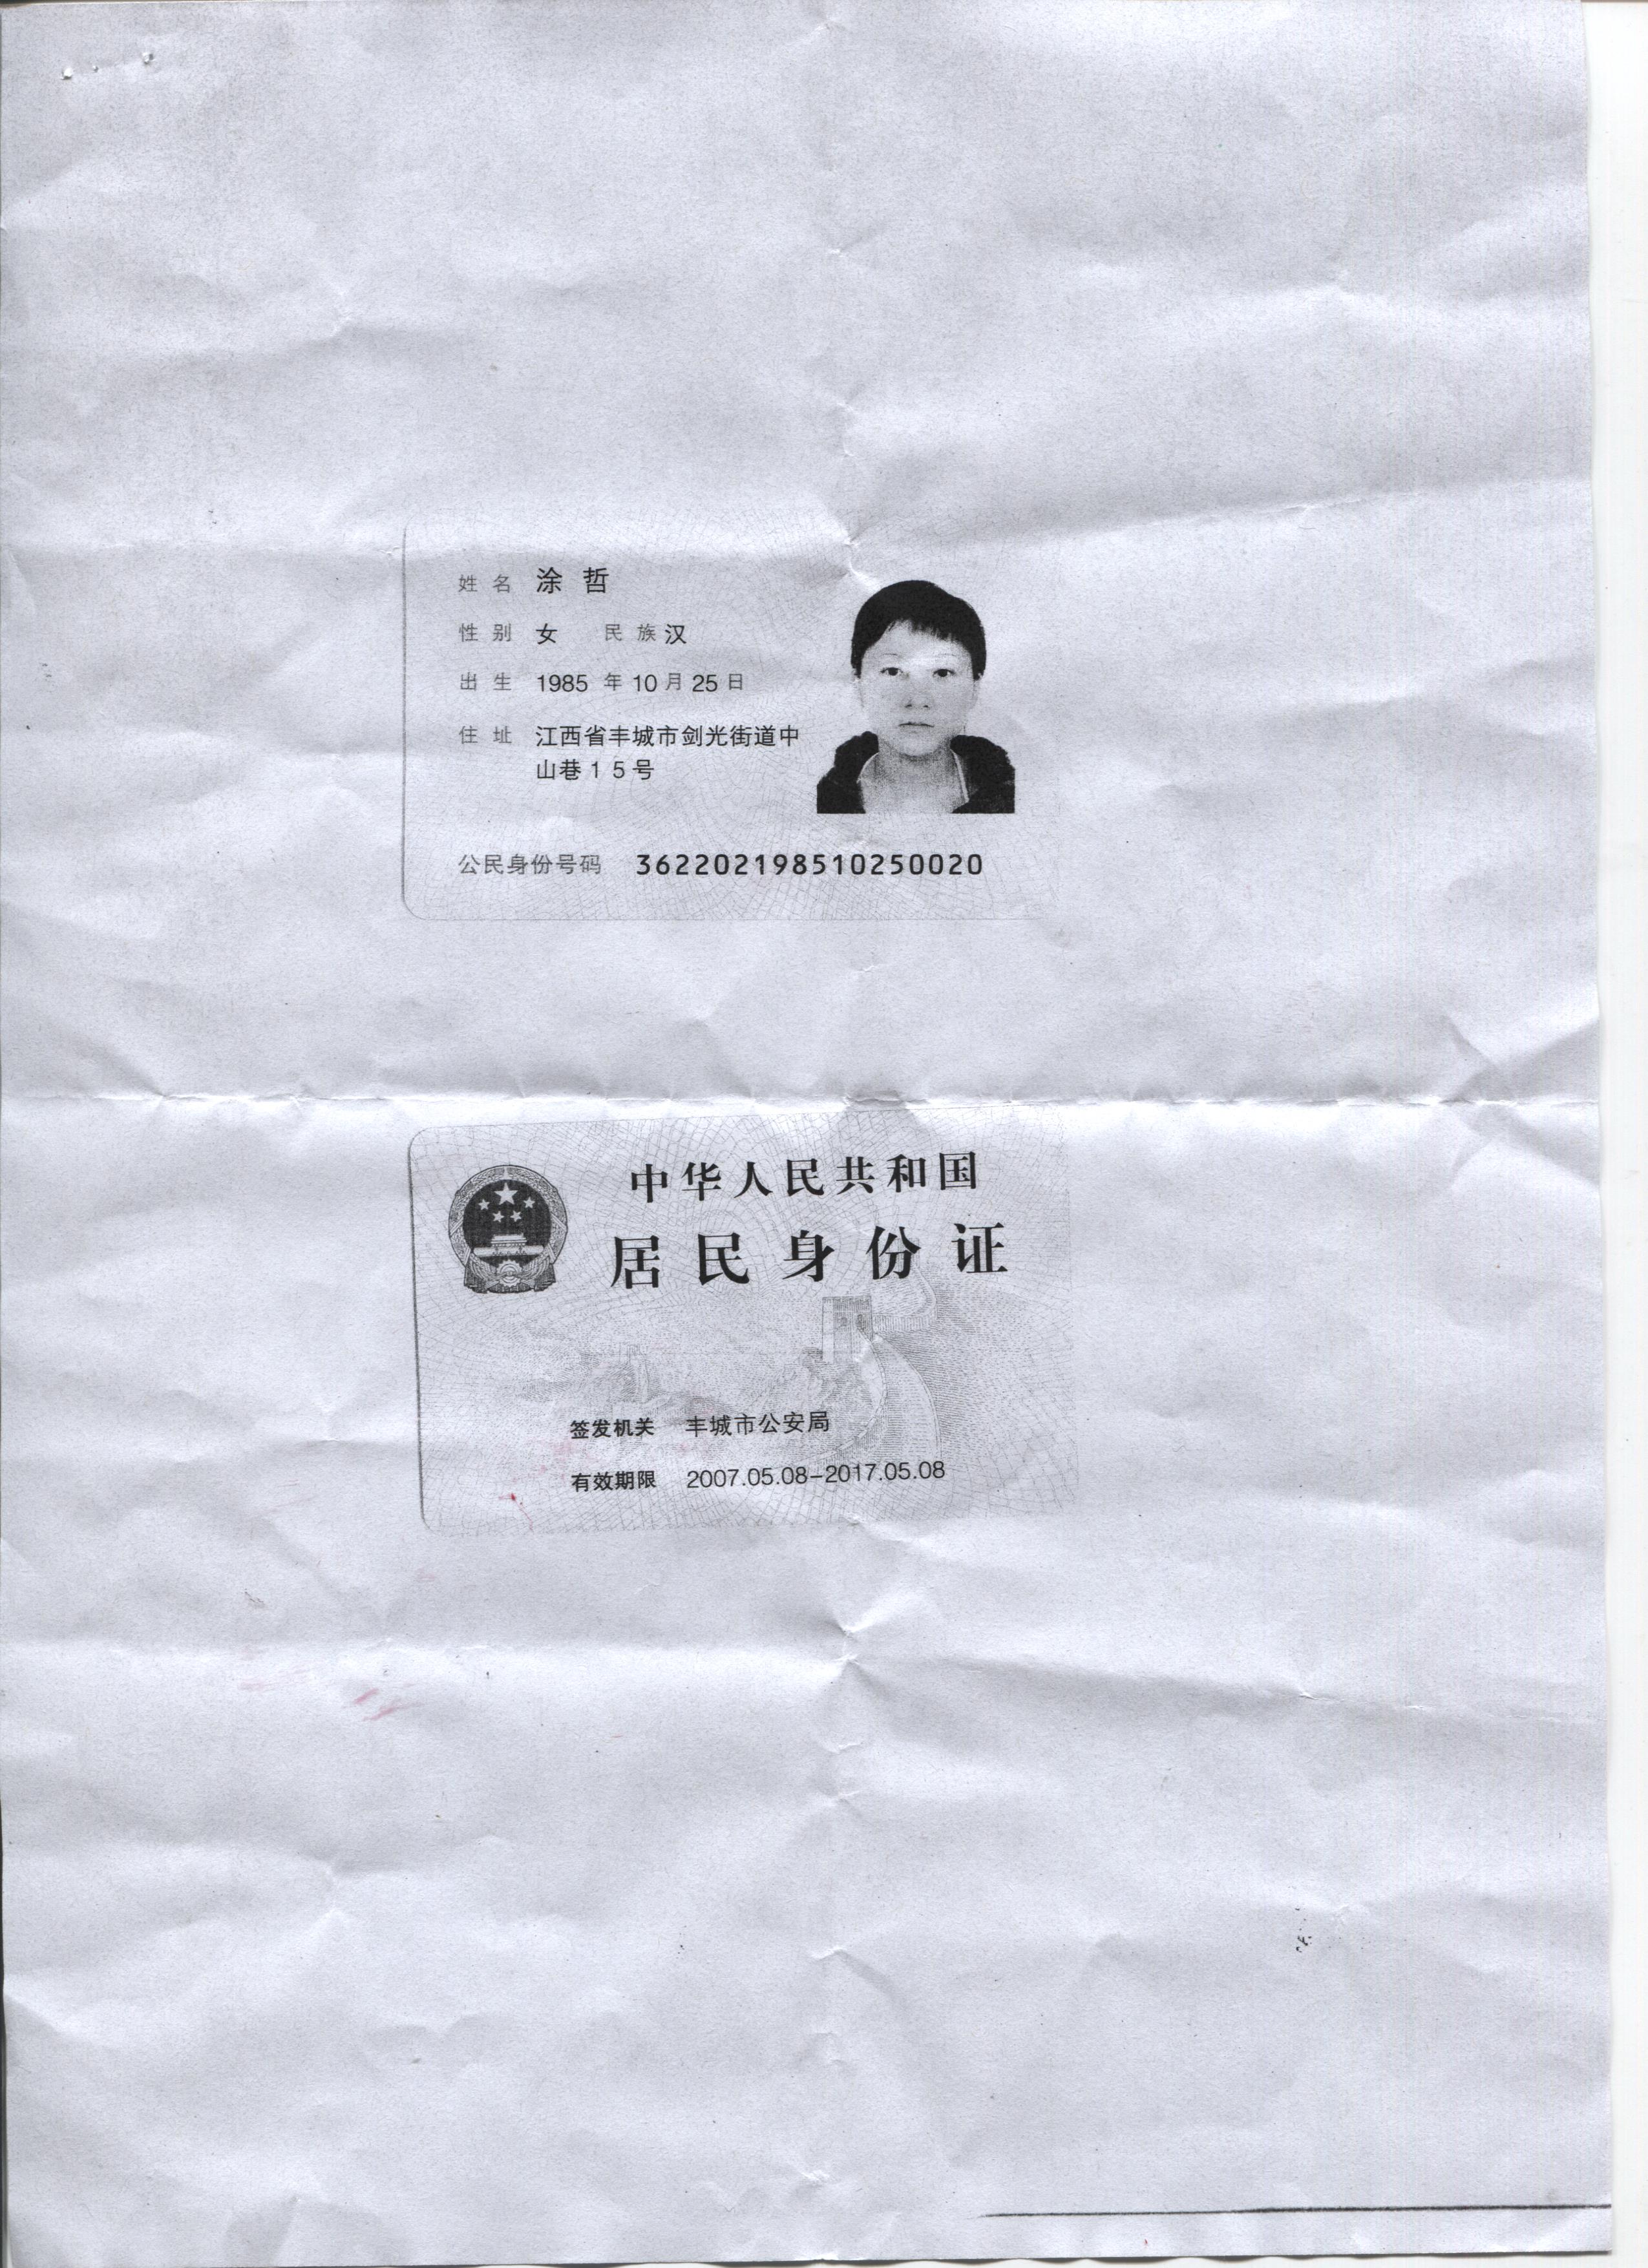 姓名 涂哲
性别 女 民族 汉
出生 1985 年 10 月 25 日
住址 江西省丰城市剑光街道中
山巷15号
公民身份号码 362202198510250020
中华人民共和国
居民身份证
签发机关 丰城市公安局
有效期限 2007.05.08-2017.05.08